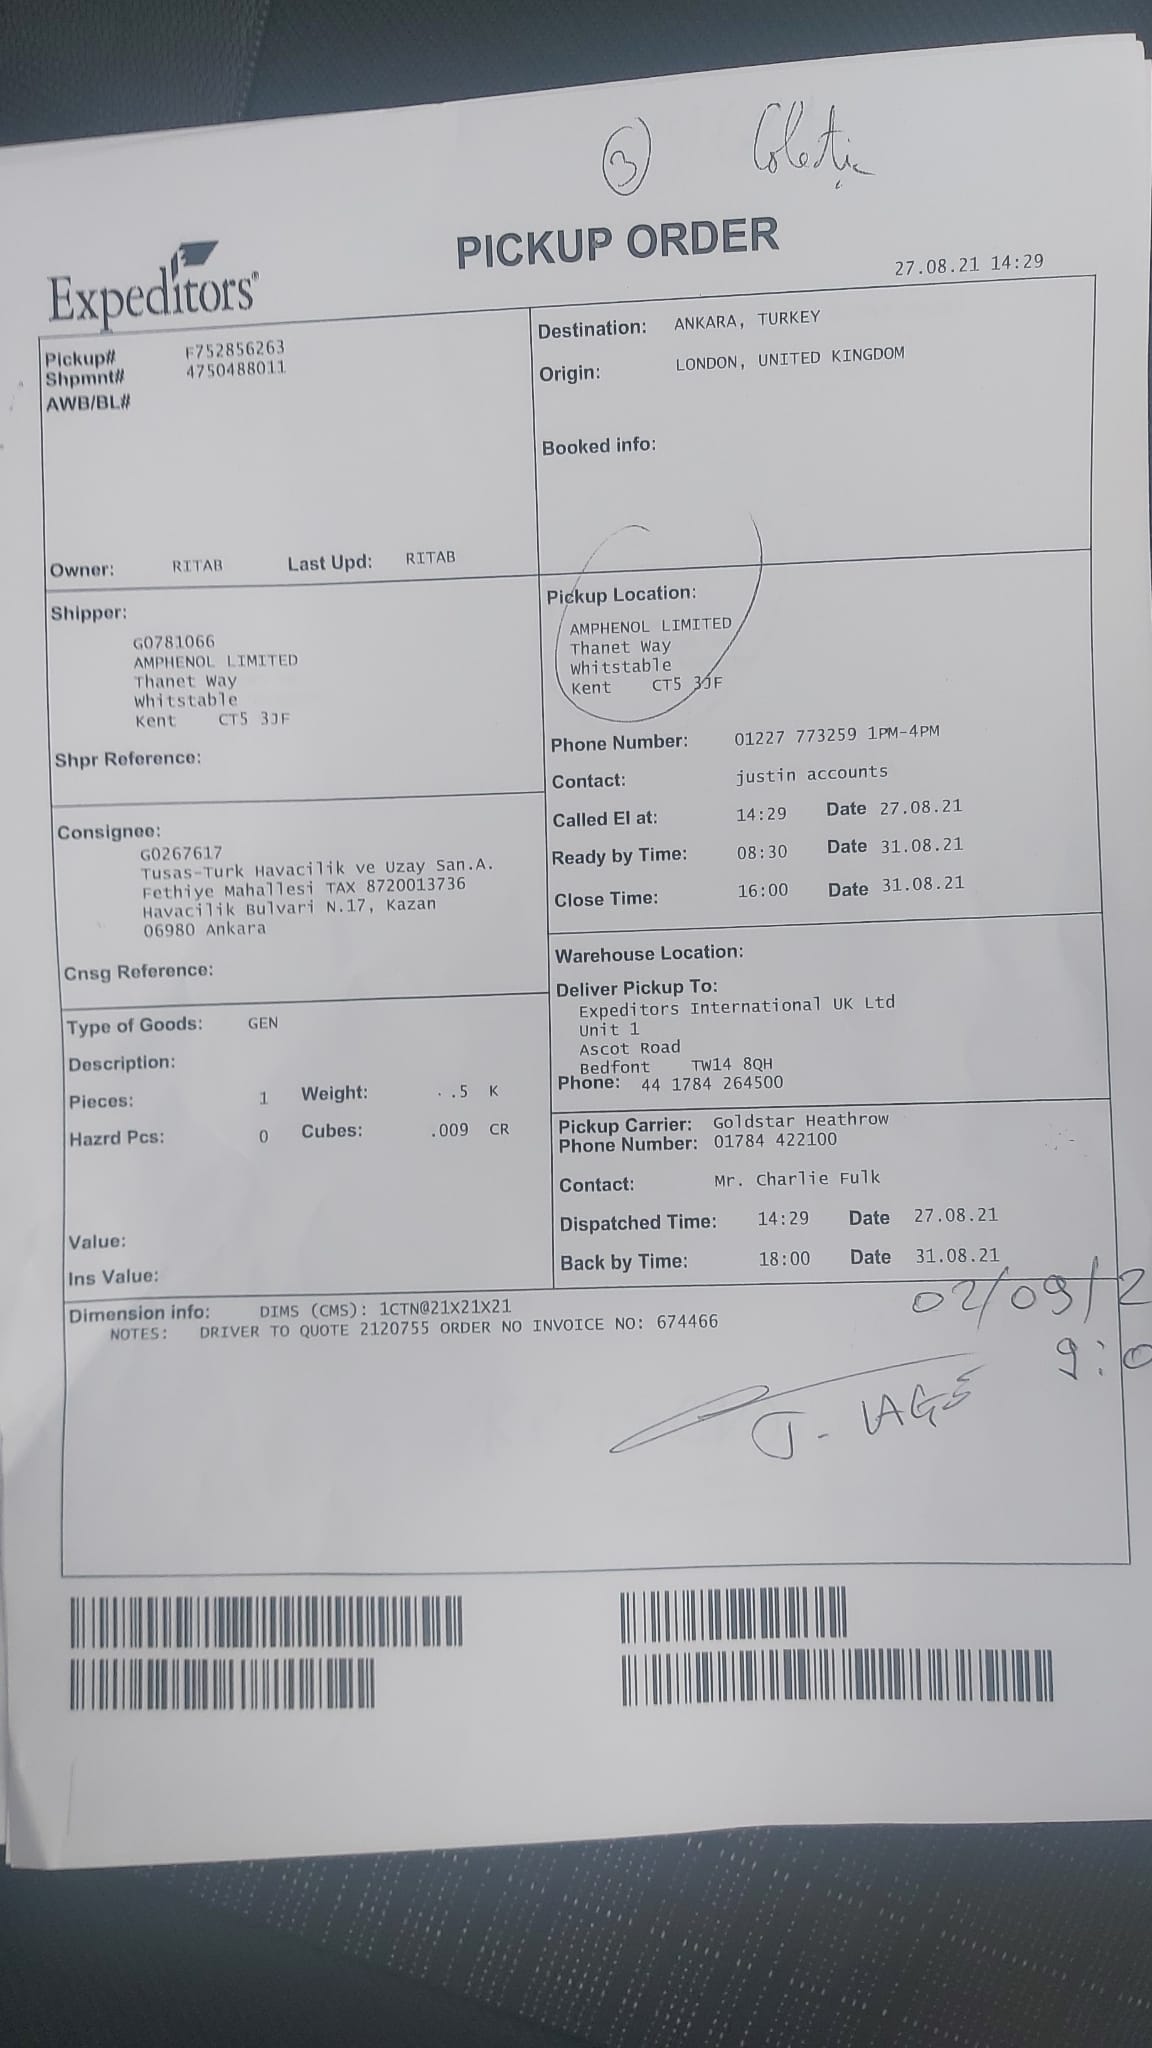 3
PICKUP ORDER
27.08.21 14:29
Expeditors®
Pickup# F752856263
Shpmnt# 4750488011
AWB/BL#
Owner: RITAB Last Upd: RITAB
Destination: ANKARA, TURKEY
Origin: LONDON, UNITED KINGDOM
Booked info:
Shipper:
G0781066
AMPHENOL LIMITED
Thanet Way
Whitstable
Kent CT5 3JF
Shpr Reference:
Pickup Location:
AMPHENOL LIMITED
Thanet Way
Whitstable
Kent CT5 3JF
Phone Number: 01227 773259 1PM-4PM
Contact: justin accounts
Called EI at: 14:29 Date 27.08.21
Ready by Time: 08:30 Date 31.08.21
Close Time: 16:00 Date 31.08.21
Consignee:
G0267617
Tusas-Turk Havacilik ve Uzay San.A.
Fethiye Mahallesi TAX 8720013736
Havacilik Bulvari N.17, Kazan
06980 Ankara
Cnsg Reference:
Warehouse Location:
Deliver Pickup To:
Expeditors International UK Ltd
Unit 1
Ascot Road
Bedfont TW14 8QH
Phone: 44 1784 264500
Type of Goods: GEN
Description:
Pieces: 1 Weight: .5 K
Hazrd Pcs: 0 Cubes: .009 CR
Value:
Ins Value:
Pickup Carrier: Goldstar Heathrow
Phone Number: 01784 422100
Contact: Mr. Charlie Fulk
Dispatched Time: 14:29 Date 27.08.21
Back by Time: 18:00 Date 31.08.21
Dimension info: DIMS (CMS): 1CTN@21X21X21
NOTES: DRIVER TO QUOTE 2120755 ORDER NO INVOICE NO: 674466
02/09/2
9:0